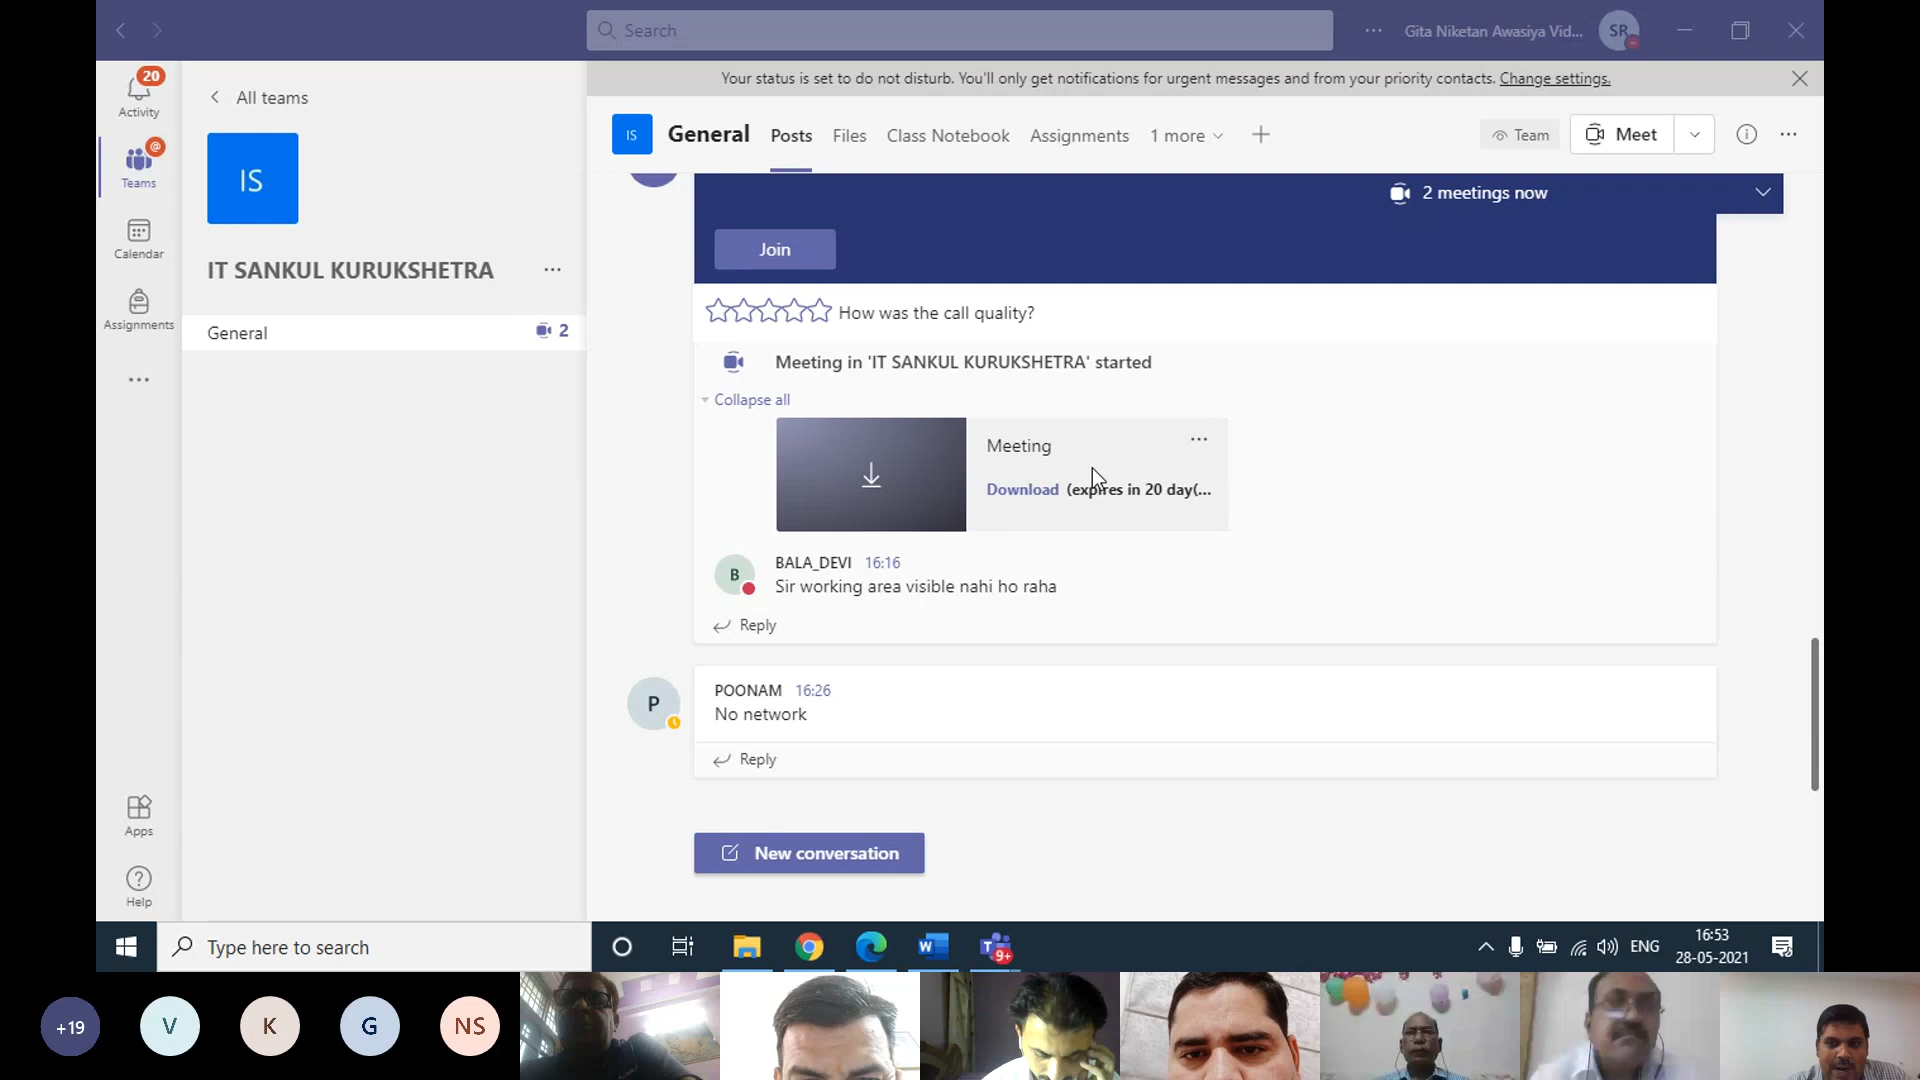 Search
Gita Niketan Awasiya Vid...
SR
Your status is set to do not disturb. You'll only get notifications for urgent messages and from your priority contacts. Change settings.
20
Activity
@
Teams
Calendar
Assignments
Apps
Help
All teams
IS
IT SANKUL KURUKSHETRA
General
2
IS
General
Posts
Files
Class Notebook
Assignments
1 more
Team
Meet
2 meetings now
Join
How was the call quality?
Meeting in 'IT SANKUL KURUKSHETRA' started
Collapse all
Meeting
Download (expires in 20 day(...
B
BALA_DEVI 16:16
Sir working area visible nahi ho raha
Reply
P
POONAM 16:26
No network
Reply
New conversation
Type here to search
W
T
9+
ENG
16:53
28-05-2021
+19
V
K
G
NS